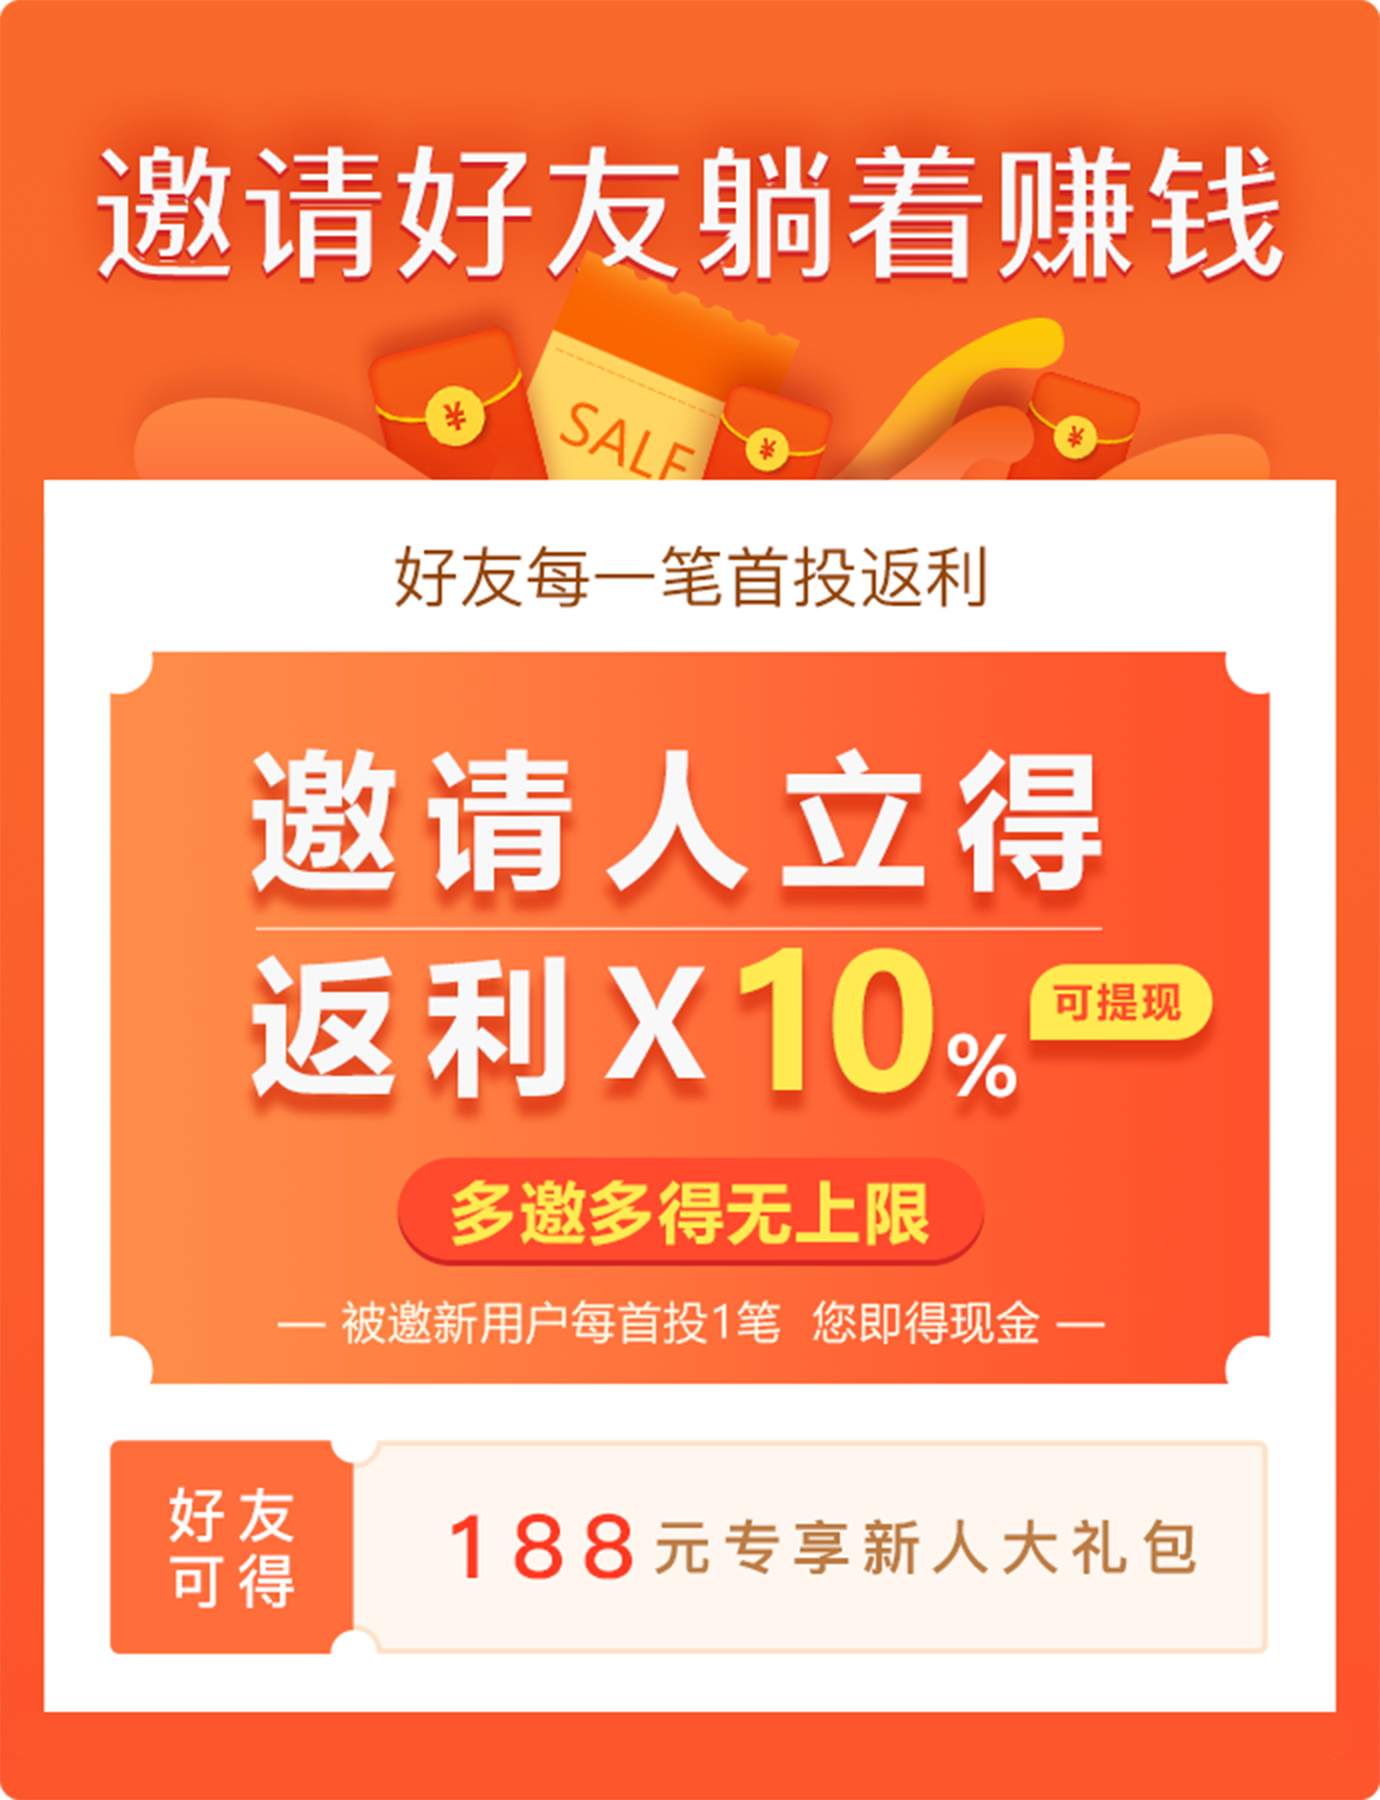 邀请好友躺着赚钱
SALE
好友每一笔首投返利
邀请人立得
返利X10%
可提现
多邀多得无上限
— 被邀新用户每首投1笔 您即得现金 —
好友
可得
188元专享新人大礼包